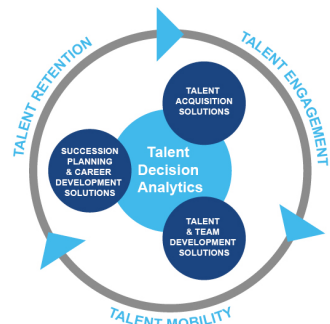 TALENT RETENTION
TALENT ENGAGEMENT
TALENT
ACQUISITION
SOLUTIONS
SUCCESSION
PLANNING
& CAREER
DEVELOPMENT
SOLUTIONS
Talent
Decision
Analytics
TALENT
& TEAM
DEVELOPMENT
SOLUTIONS
TALENT MOBILITY